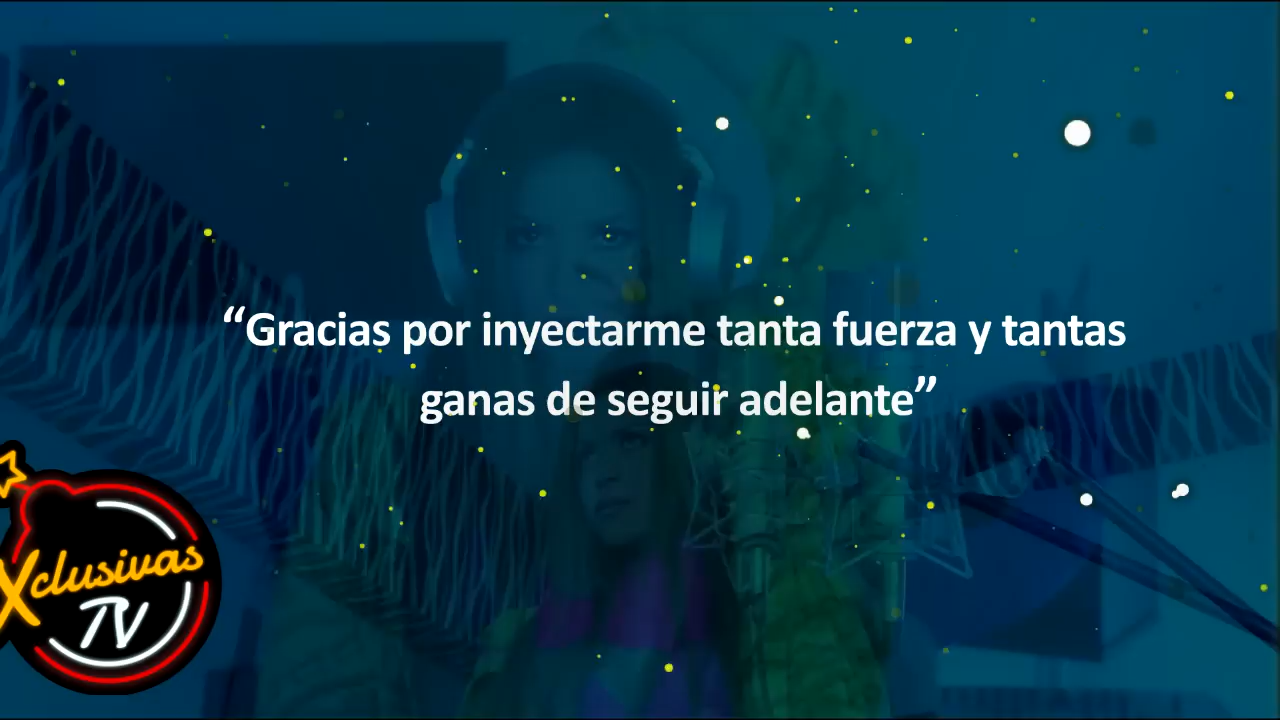 “Gracias por inyectarme tanta fuerza y tantas
ganas de seguir adelante”
Xclusivas
TV